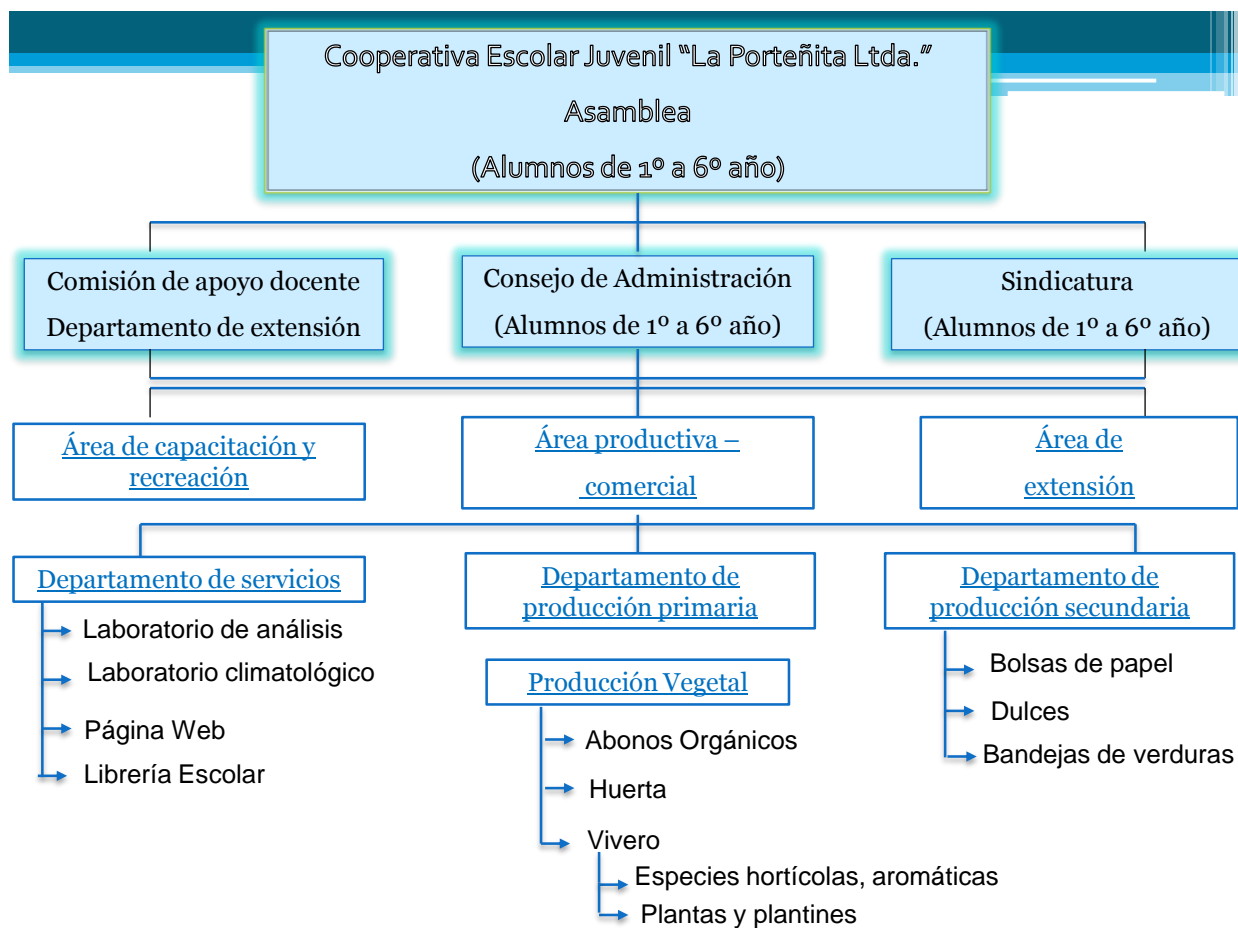 Cooperativa Escolar Juvenil “La Porteñita Ltda.”
Asamblea
(Alumnos de 1º a 6º año)
Comisión de apoyo docente
Departamento de extensión
Consejo de Administración
(Alumnos de 1º a 6º año)
Sindicatura
(Alumnos de 1º a 6º año)
Área de capacitación y
recreación
Área productiva –
comercial
Área de
extensión
Departamento de servicios
Laboratorio de análisis
Laboratorio climatológico
Página Web
Librería Escolar
Departamento de
producción primaria
Producción Vegetal
Abonos Orgánicos
Huerta
Vivero
Especies hortícolas, aromáticas
Plantas y plantines
Departamento de
producción secundaria
Bolsas de papel
Dulces
Bandejas de verduras